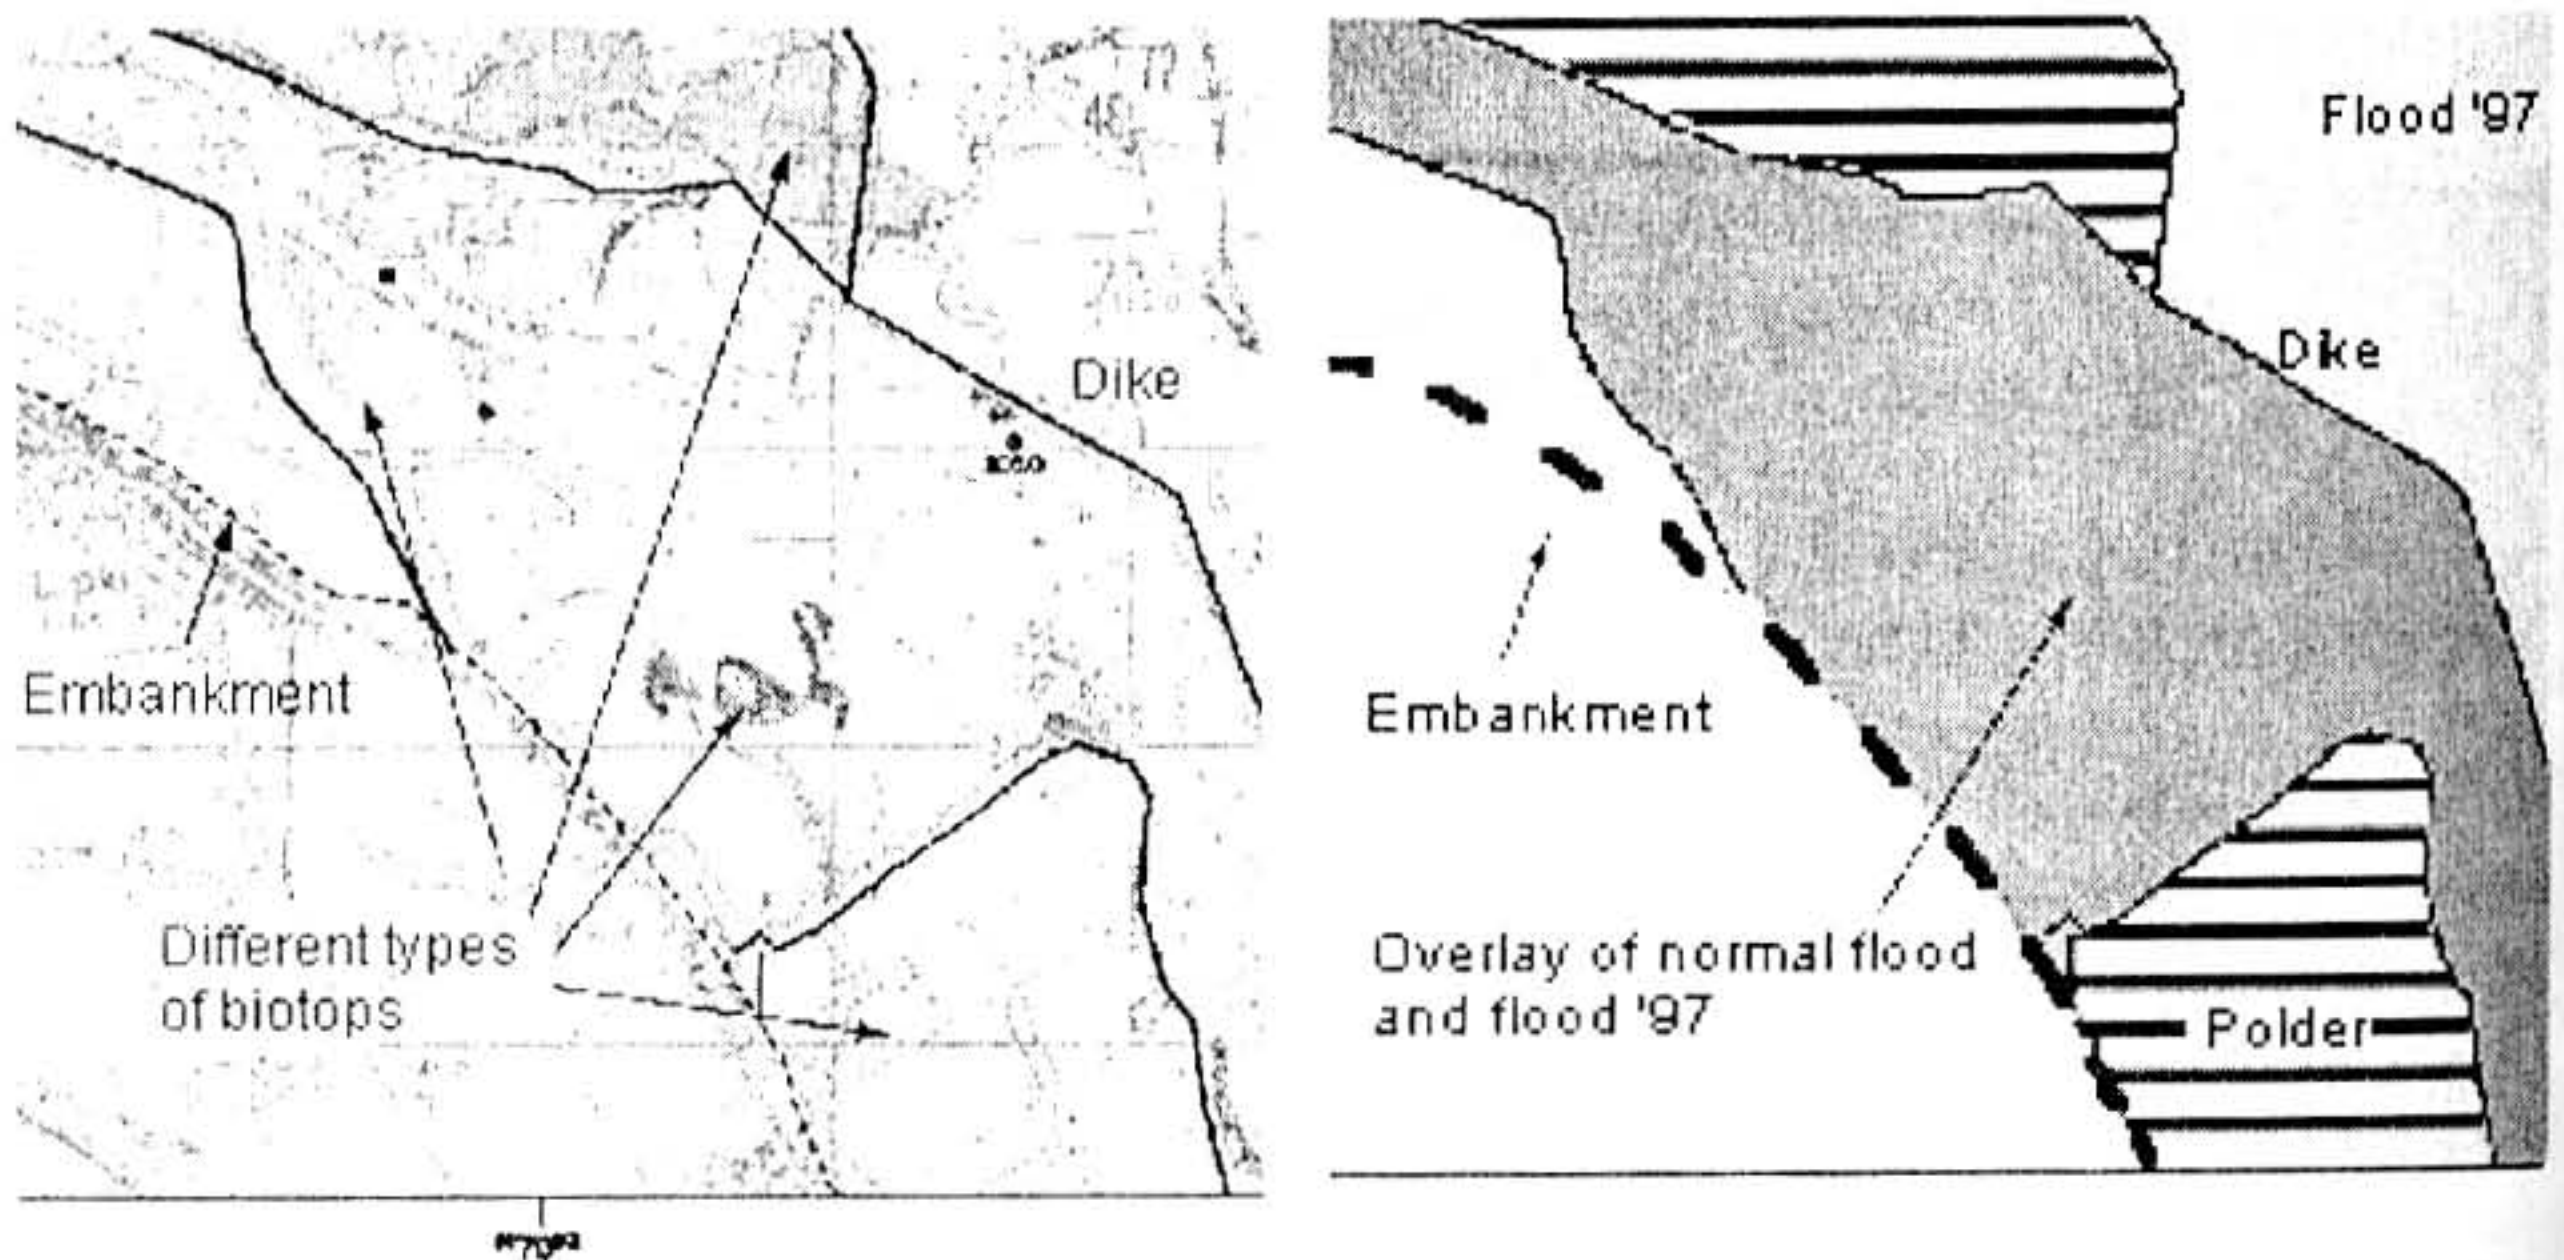 Dike
Embankment
Different types
of biotops
Flood '97
Dike
Embankment
Overlay of normal flood
and flood '97
Polder